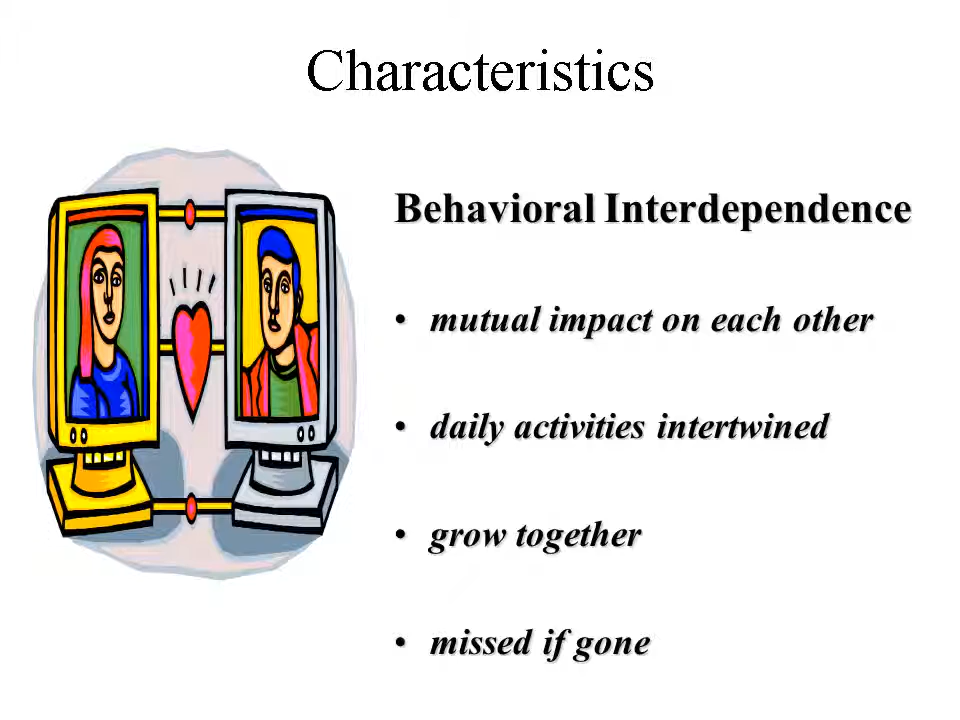 Characteristics
Behavioral Interdependence
• mutual impact on each other
• daily activities intertwined
• grow together
• missed if gone